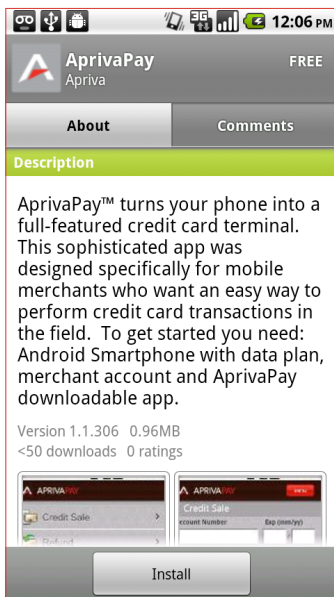 3G
12:06 PM
AprivaPay
FREE
Apriva
About
Comments
Description
AprivaPay™ turns your phone into a
full-featured credit card terminal.
This sophisticated app was
designed specifically for mobile
merchants who want an easy way to
perform credit card transactions in
the field.  To get started you need:
Android Smartphone with data plan,
merchant account and AprivaPay
downloadable app.
Version 1.1.306   0.96MB
<50 downloads   0 ratings
APRIVAPAY
Credit Sale
Refund
APRIVAPAY
Credit Sale
ccount Number
Exp (mm/yy)
Install